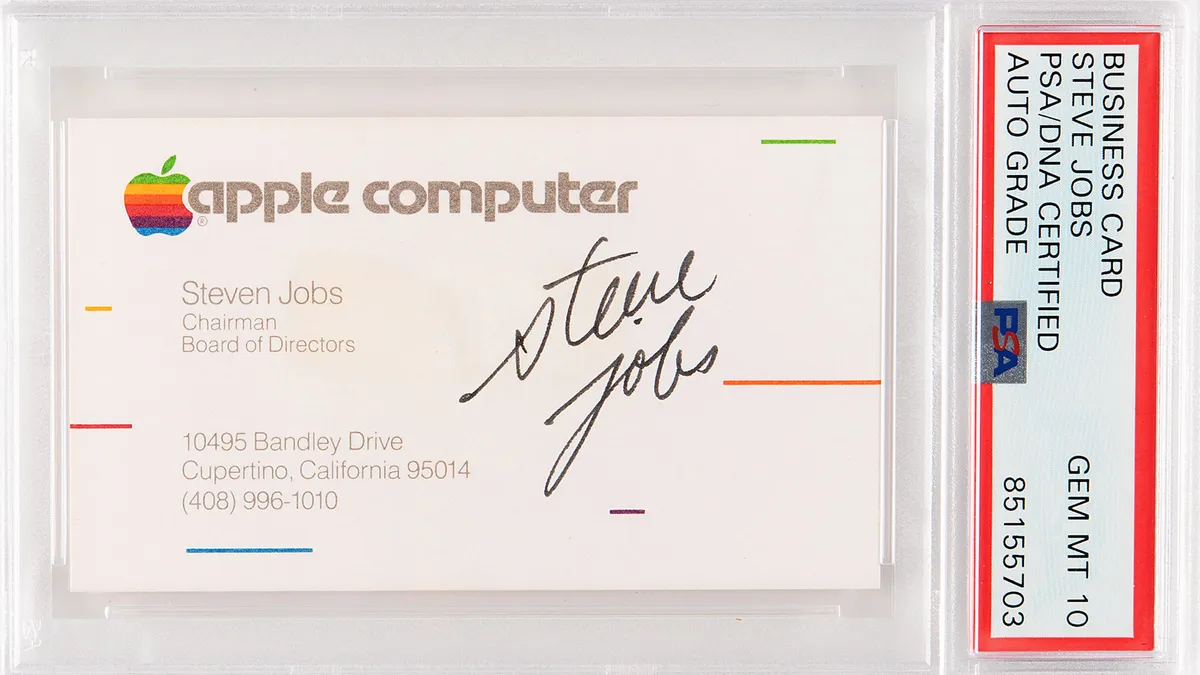 apple computer
®
Steven Jobs
Chairman
Board of Directors
10495 Bandley Drive
Cupertino, California 95014
(408) 996-1010
steve
jobs
BUSINESS CARD
STEVE JOBS
PSA/DNA CERTIFIED
AUTO GRADE
PSA
GEM MT 10
85155703